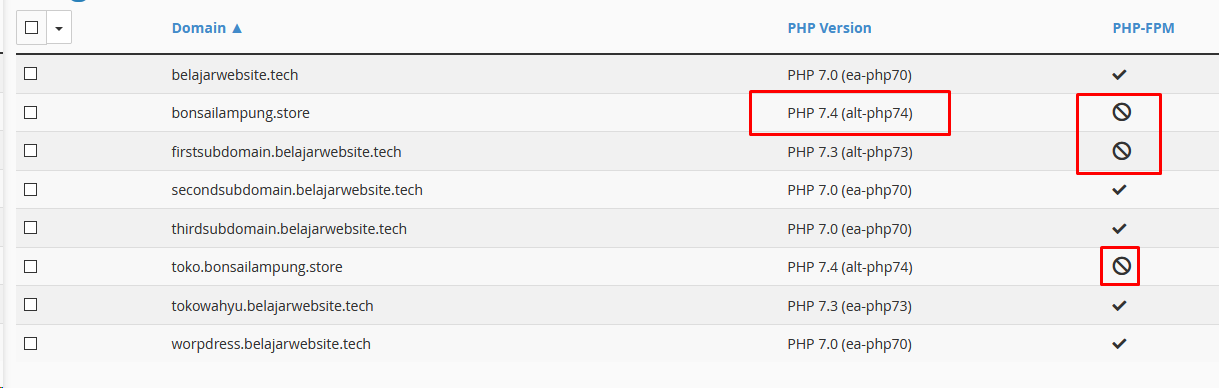 Domain ▲ PHP Version PHP-FPM
belajarwebsite.tech PHP 7.0 (ea-php70)
bonsailampung.store PHP 7.4 (alt-php74)
firstsubdomain.belajarwebsite.tech PHP 7.3 (alt-php73)
secondsubdomain.belajarwebsite.tech PHP 7.0 (ea-php70)
thirdsubdomain.belajarwebsite.tech PHP 7.0 (ea-php70)
toko.bonsailampung.store PHP 7.4 (alt-php74)
tokowahyu.belajarwebsite.tech PHP 7.3 (ea-php73)
worpdress.belajarwebsite.tech PHP 7.0 (ea-php70)